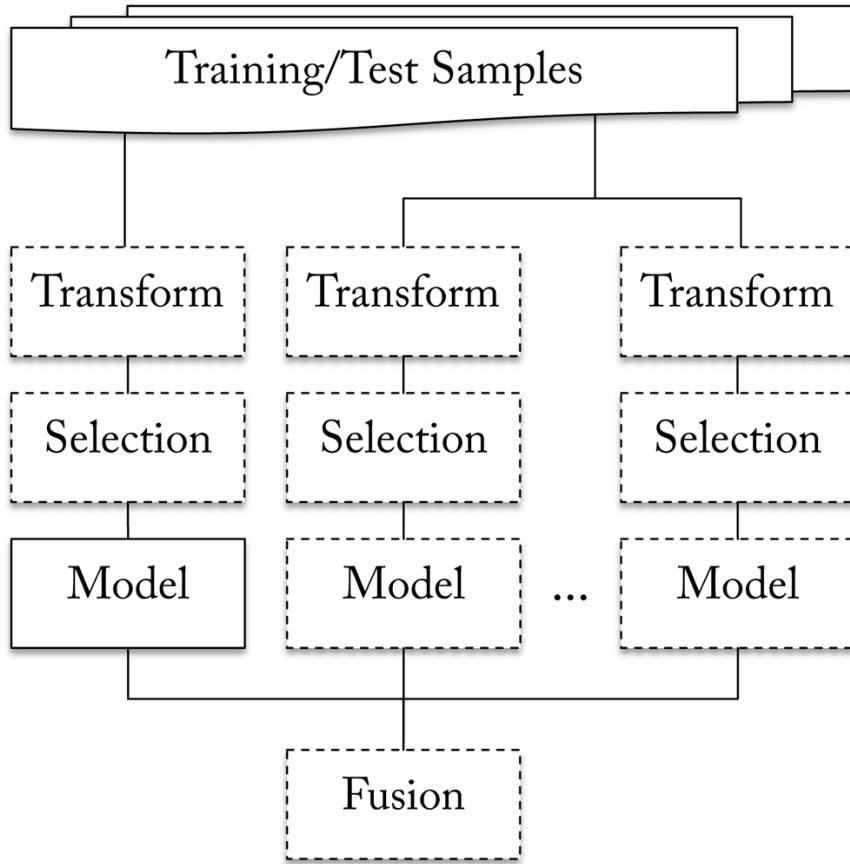 Training/Test Samples
Transform Transform Transform
Selection Selection Selection
Model Model ... Model
Fusion